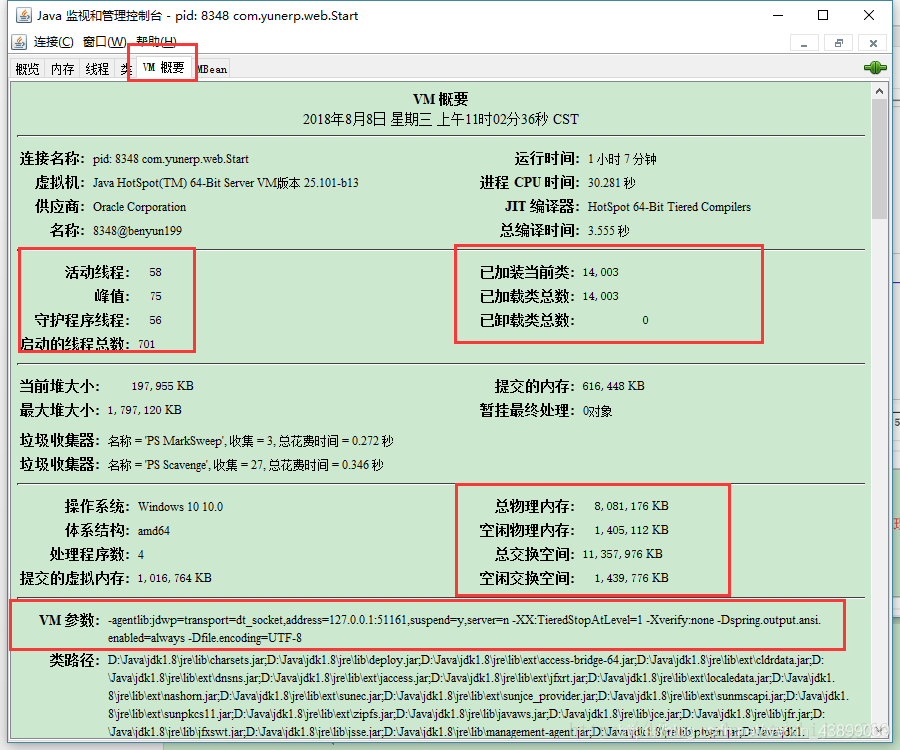 Java 监视和管理控制台 - pid: 8348 com.yunerp.web.Start
连接(C) 窗口(W) 帮助(H)
概览 内存 线程 类 VM 概要 MBean
VM 概要
2018年8月8日 星期三 上午11时02分36秒 CST
连接名称: pid: 8348 com.yunerp.web.Start
运行时间: 1 小时 7 分钟
虚拟机: Java HotSpot(TM) 64-Bit Server VM版本 25.101-b13
进程 CPU 时间: 30.281 秒
供应商: Oracle Corporation
JIT 编译器: HotSpot 64-Bit Tiered Compilers
名称: 8348@benyun199
总编译时间: 3.555 秒
活动线程: 58
已加装当前类: 14,003
峰值: 75
已加载类总数: 14,003
守护程序线程: 56
已卸载类总数: 0
启动的线程总数: 701
当前堆大小: 197,955 KB
提交的内存: 616,448 KB
最大堆大小: 1,797,120 KB
暂挂最终处理: 0对象
垃圾收集器: 名称 = 'PS MarkSweep', 收集 = 3, 总花费时间 = 0.272 秒
垃圾收集器: 名称 = 'PS Scavenge', 收集 = 27, 总花费时间 = 0.346 秒
操作系统: Windows 10 10.0
总物理内存: 8,081,176 KB
体系结构: amd64
空闲物理内存: 1,405,112 KB
处理程序数: 4
总交换空间: 11,357,976 KB
提交的虚拟内存: 1,016,764 KB
空闲交换空间: 1,439,776 KB
VM 参数: -agentlib:jdwp=transport=dt_socket,address=127.0.0.1:51161,suspend=y,server=n -XX:TieredStopAtLevel=1 -Xverify:none -Dspring.output.ansi.
enabled=always -Dfile.encoding=UTF-8
类路径: D:\Java\jdk1.8\jre\lib\charsets.jar;D:\Java\jdk1.8\jre\lib\deploy.jar;D:\Java\jdk1.8\jre\lib\ext\access-bridge-64.jar;D:\Java\jdk1.8\jre\lib\ext\cldrdata.jar;D:
\Java\jdk1.8\jre\lib\ext\dnsns.jar;D:\Java\jdk1.8\jre\lib\ext\jaccess.jar;D:\Java\jdk1.8\jre\lib\ext\jfxrt.jar;D:\Java\jdk1.8\jre\lib\ext\localedata.jar;D:\Java\jdk1.
8\jre\lib\ext\nashorn.jar;D:\Java\jdk1.8\jre\lib\ext\sunec.jar;D:\Java\jdk1.8\jre\lib\ext\sunjce_provider.jar;D:\Java\jdk1.8\jre\lib\ext\sunmscapi.jar;D:\Java\jdk1.
8\jre\lib\ext\sunpkcs11.jar;D:\Java\jdk1.8\jre\lib\ext\zipfs.jar;D:\Java\jdk1.8\jre\lib\javaws.jar;D:\Java\jdk1.8\jre\lib\jce.jar;D:\Java\jdk1.8\jre\lib\jfr.jar;D:
\Java\jdk1.8\jre\lib\jfxswt.jar;D:\Java\jdk1.8\jre\lib\jsse.jar;D:\Java\jdk1.8\jre\lib\management-agent.jar;D:\Java\jdk1.8\jre\lib\plugin.jar;D:\Java\jdk1.